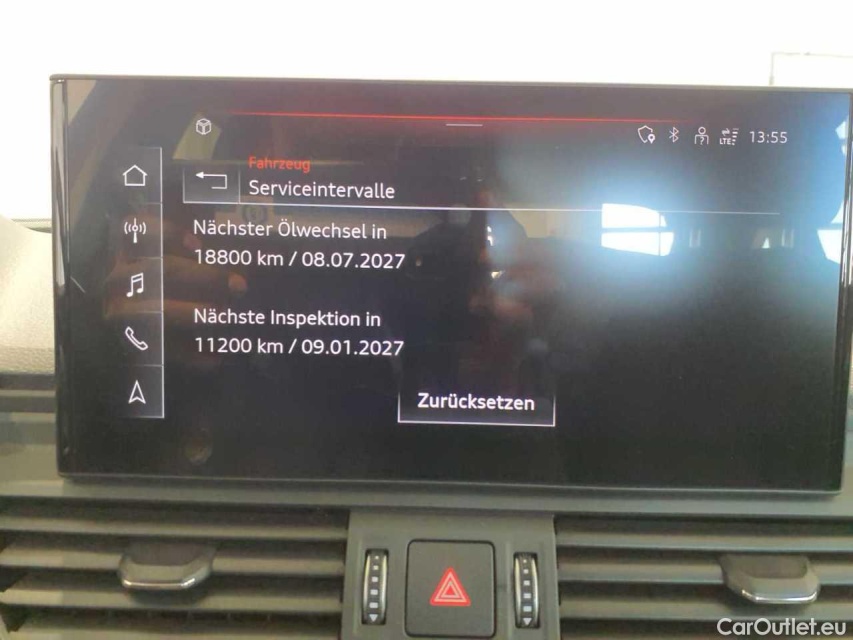 LTE 13:55
Fahrzeug
Serviceintervalle
Nächster Ölwechsel in
18800 km / 08.07.2027
Nächste Inspektion in
11200 km / 09.01.2027
Zurücksetzen
CarOutlet.eu